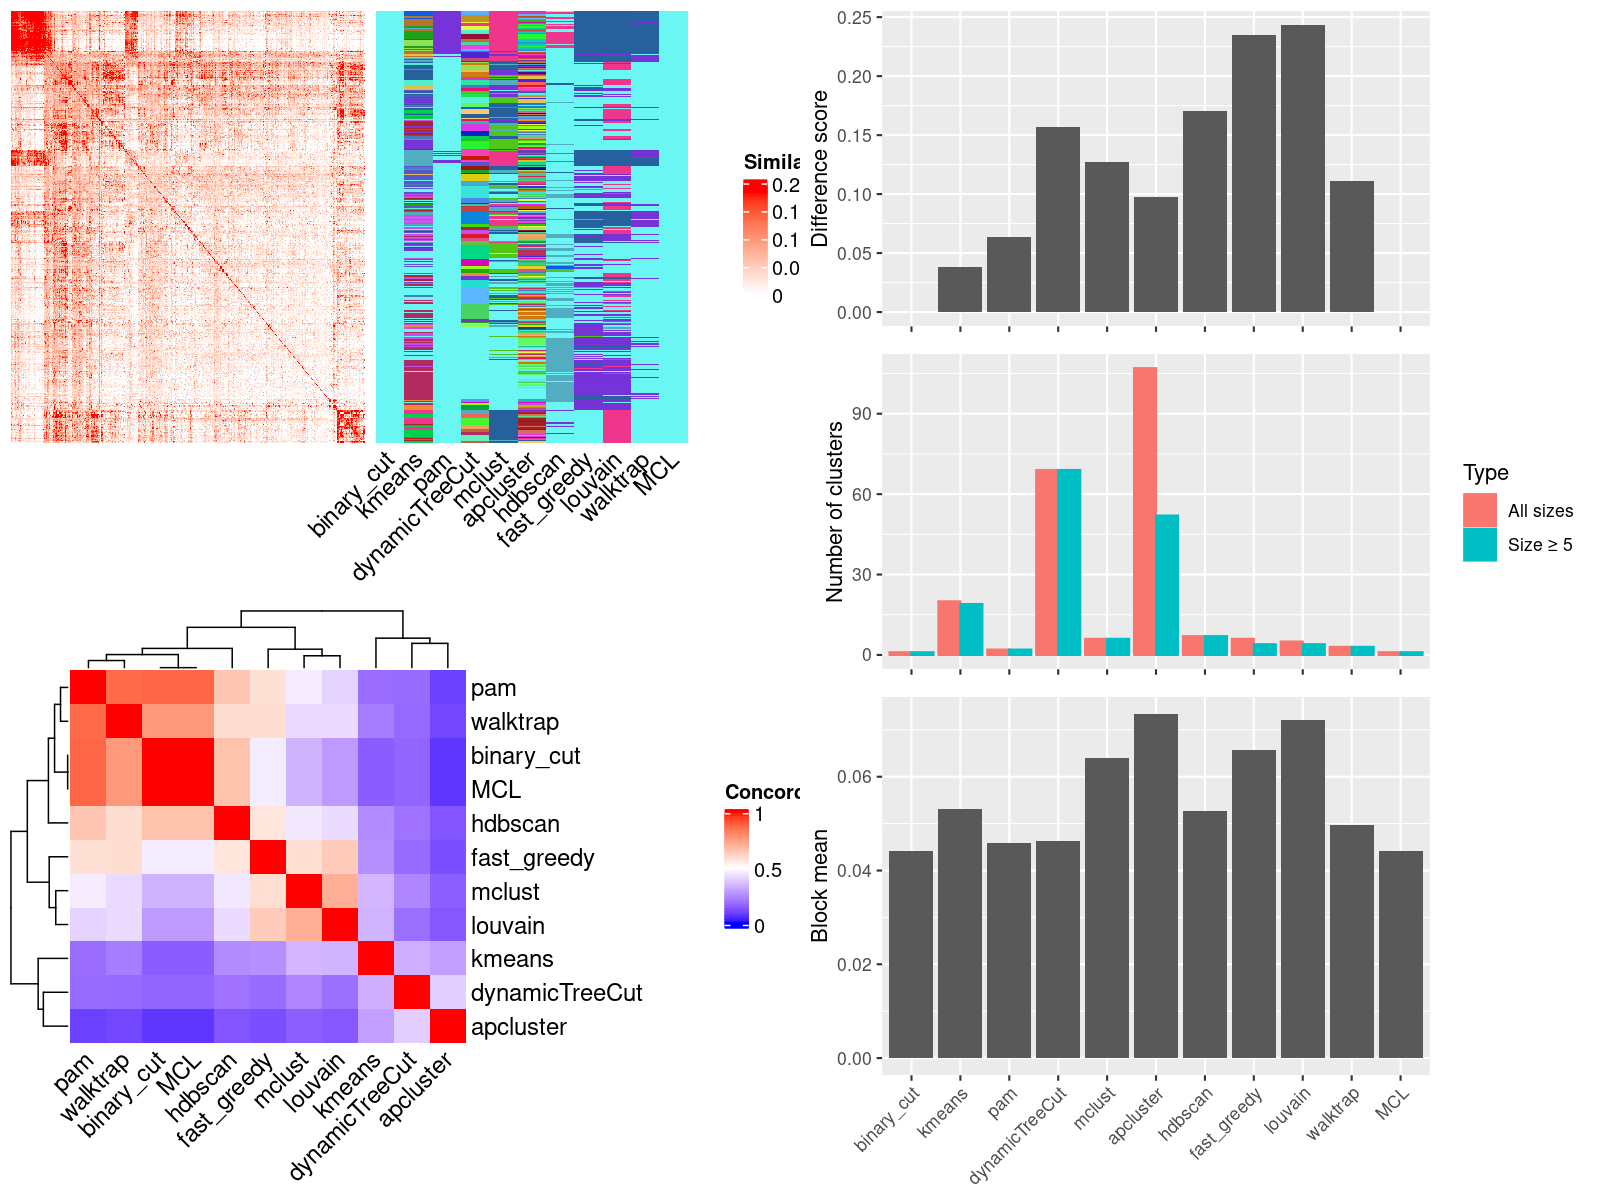 Simila
0.2
0.1
0.1
0.0
0
binary_cut
kmeans
pam
dynamicTreeCut
mclust
apcluster
hdbscan
fast_greedy
louvain
walktrap
MCL
pam
walktrap
binary_cut
MCL
hdbscan
fast_greedy
mclust
louvain
kmeans
dynamicTreeCut
apcluster
pam
walktrap
binary_cut
MCL
hdbscan
fast_greedy
mclust
louvain
kmeans
dynamicTreeCut
apcluster
Concord
1
0.5
0
Difference score
0.25
0.20
0.15
0.10
0.05
0.00
Number of clusters
90
60
30
0
Type
All sizes
Size ≥ 5
Block mean
0.06
0.04
0.02
0.00
binary_cut
kmeans
pam
dynamicTreeCut
mclust
apcluster
hdbscan
fast_greedy
louvain
walktrap
MCL